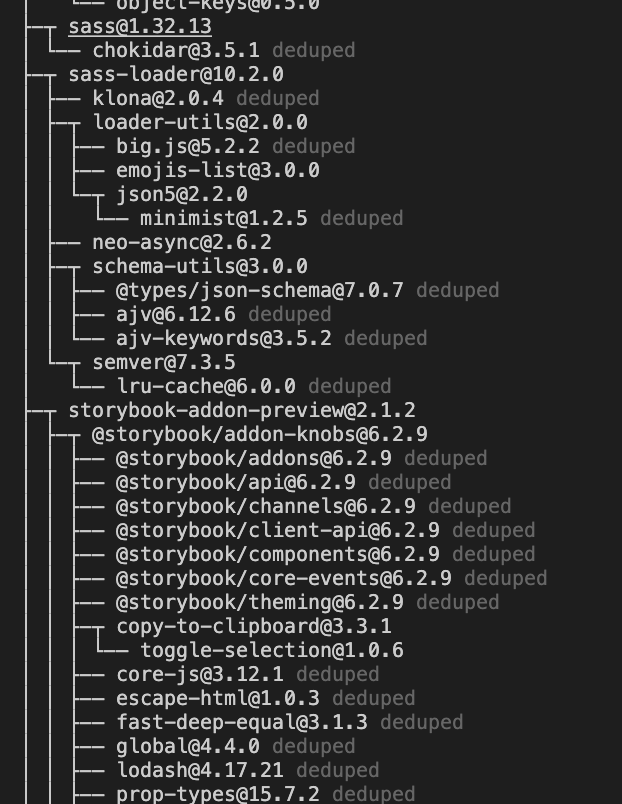 object-keys@0.5.0
sass@1.32.13
chokidar@3.5.1 deduped
sass-loader@10.2.0
klona@2.0.4 deduped
loader-utils@2.0.0
big.js@5.2.2 deduped
emojis-list@3.0.0
json5@2.2.0
minimist@1.2.5 deduped
neo-async@2.6.2
schema-utils@3.0.0
@types/json-schema@7.0.7 deduped
ajv@6.12.6 deduped
ajv-keywords@3.5.2 deduped
semver@7.3.5
lru-cache@6.0.0 deduped
storybook-addon-preview@2.1.2
@storybook/addon-knobs@6.2.9
@storybook/addons@6.2.9 deduped
@storybook/api@6.2.9 deduped
@storybook/channels@6.2.9 deduped
@storybook/client-api@6.2.9 deduped
@storybook/components@6.2.9 deduped
@storybook/core-events@6.2.9 deduped
@storybook/theming@6.2.9 deduped
copy-to-clipboard@3.3.1
toggle-selection@1.0.6
core-js@3.12.1 deduped
escape-html@1.0.3 deduped
fast-deep-equal@3.1.3 deduped
global@4.4.0 deduped
lodash@4.17.21 deduped
prop-types@15.7.2 deduped